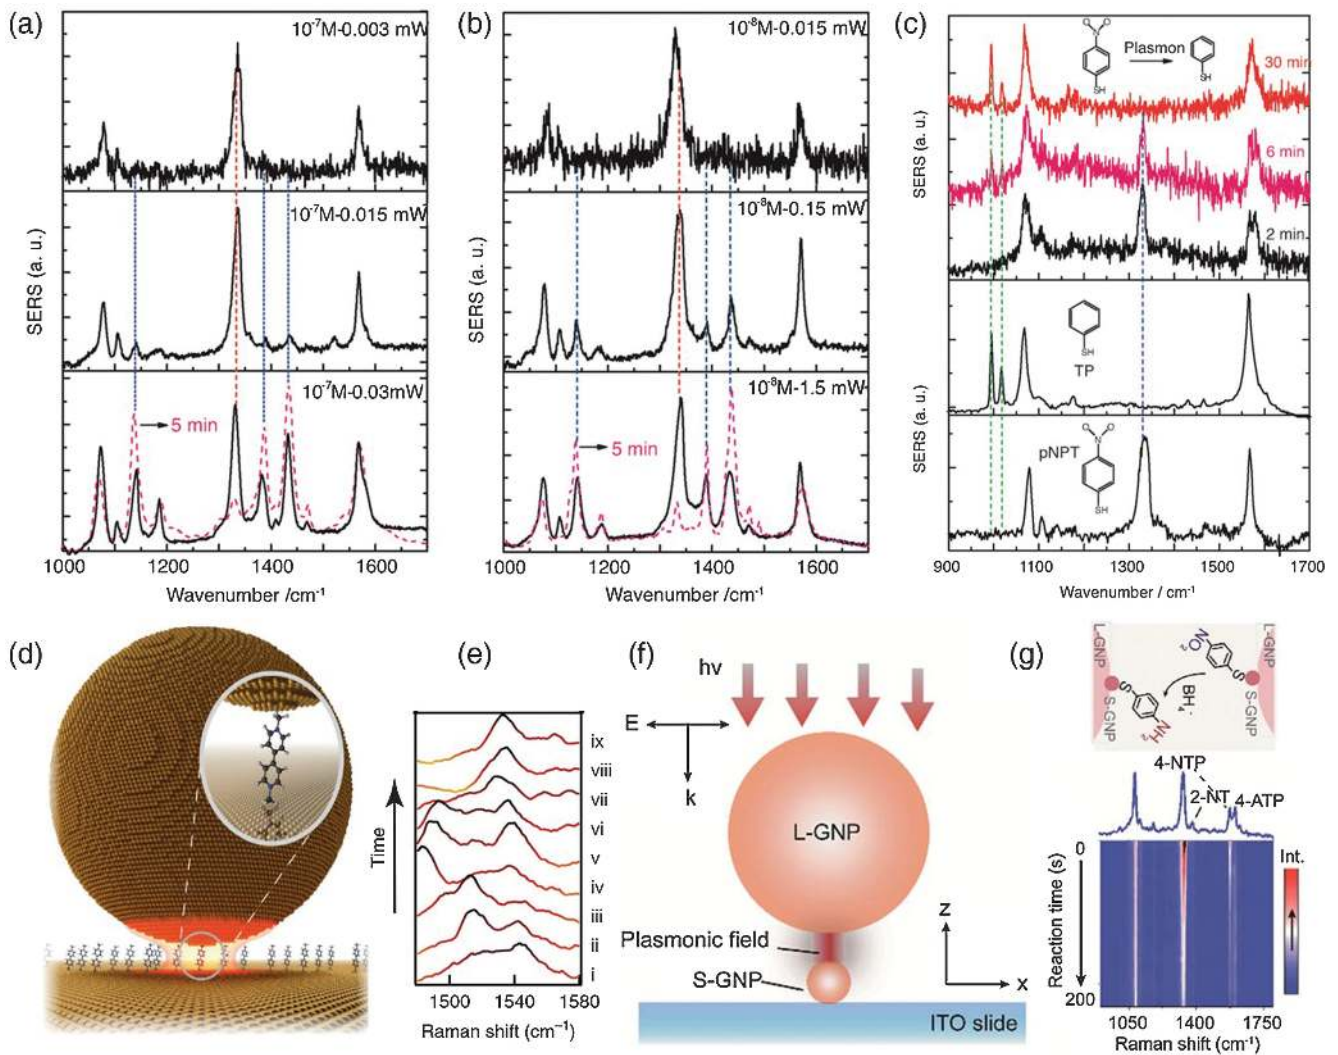 (a)
10⁻⁷M-0.003 mW
10⁻⁷M-0.015 mW
10⁻⁷M-0.03mW
5 min
SERS (a. u.)
1000 1200 1400 1600
Wavenumber /cm⁻¹
(b)
10⁻⁸M-0.015 mW
10⁻⁸M-0.15 mW
10⁻⁸M-1.5 mW
5 min
SERS (a. u.)
1000 1200 1400 1600
Wavenumber /cm⁻¹
(c)
O O
N
SH
Plasmon
SH
30 min
6 min
2 min
SERS (a. u.)
SH
TP
SERS (a. u.)
pNPT
O O
N
SH
SERS (a. u.)
900 1100 1300 1500 1700
Wavenumber / cm⁻¹
(d)
(e)
Time
ix
viii
vii
vi
v
iv
iii
ii
i
1500 1540 1580
Raman shift (cm⁻¹)
(f)
hv
E
k
L-GNP
Plasmonic field
S-GNP
z
x
ITO slide
(g)
L-GNP
S-GNP
S
NH₂
BH₄⁻
NO₂
S
L-GNP
S-GNP
4-NTP
2-NT
4-ATP
0
200
Reaction time (s)
Int.
1050 1400 1750
Raman shift (cm⁻¹)